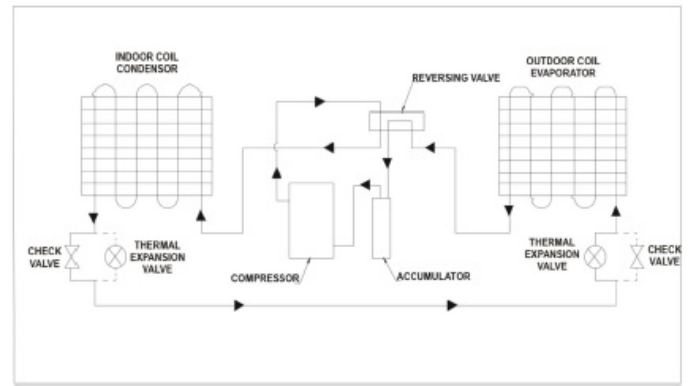 INDOOR COIL
CONDENSOR
OUTDOOR COIL
EVAPORATOR
REVERSING VALVE
CHECK
VALVE
THERMAL
EXPANSION
VALVE
COMPRESSOR
ACCUMULATOR
THERMAL
EXPANSION
VALVE
CHECK
VALVE